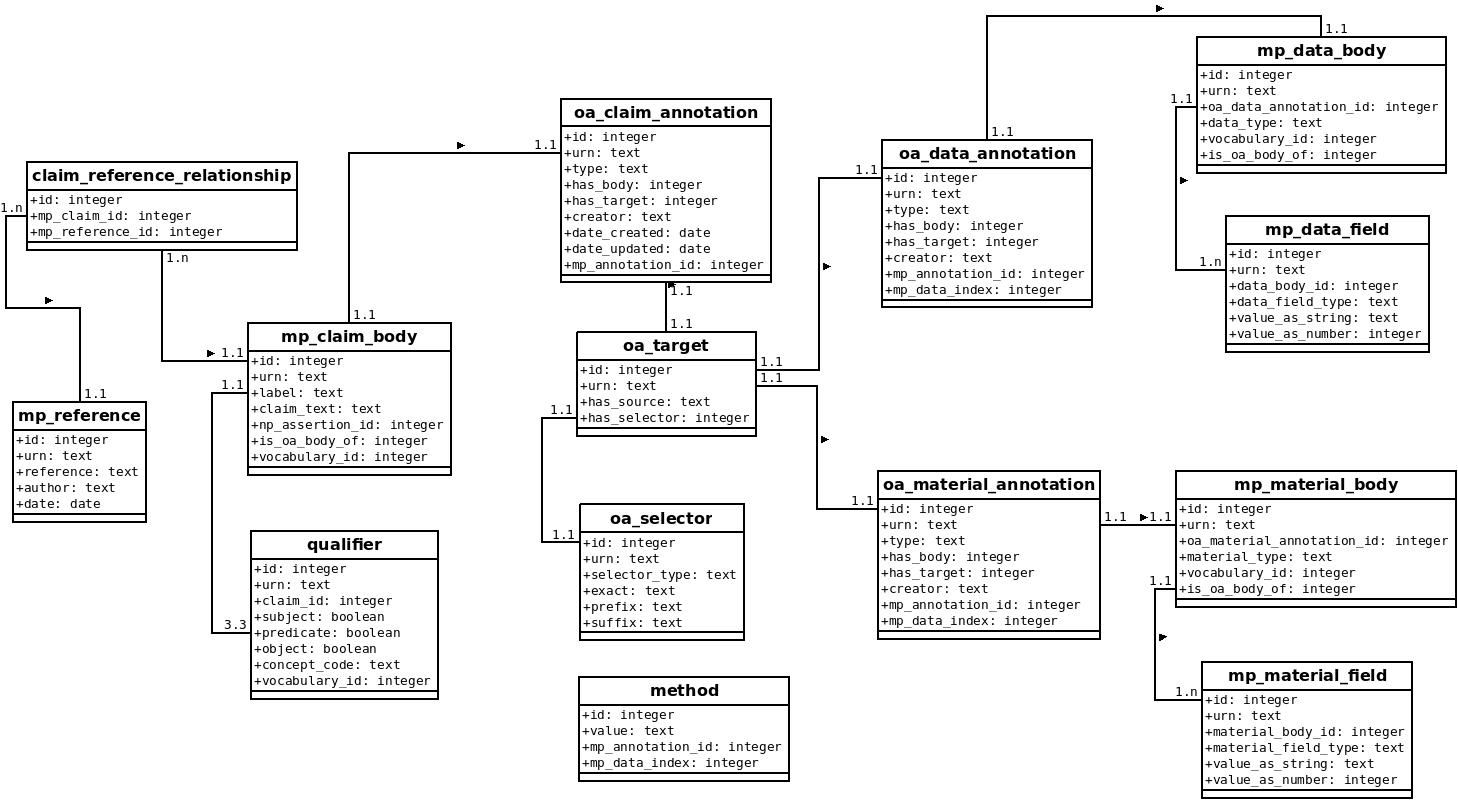 1.1
mp_data_body
+id: integer
+urn: text
+oa_data_annotation_id: integer
+data_type: text
+vocabulary_id: integer
+is_oa_body_of: integer
1.1
oa_claim_annotation
+id: integer
+urn: text
+type: text
+has_body: integer
+has_target: integer
+creator: text
+date_created: date
+date_updated: date
+mp_annotation_id: integer
1.1
1.1
1.1
oa_data_annotation
+id: integer
+urn: text
+type: text
+has_body: integer
+has_target: integer
+creator: text
+mp_annotation_id: integer
+mp_data_index: integer
1.1
claim_reference_relationship
+id: integer
+mp_claim_id: integer
+mp_reference_id: integer
1.n
1.n
mp_data_field
+id: integer
+urn: text
+data_body_id: integer
+data_field_type: text
+value_as_string: text
+value_as_number: integer
1.n
1.1
mp_claim_body
+id: integer
+urn: text
+label: text
+claim_text: text
+np_assertion_id: integer
+is_oa_body_of: integer
+vocabulary_id: integer
1.1
1.1
1.1
oa_target
+id: integer
+urn: text
+has_source: text
+has_selector: integer
1.1
1.1
1.1
1.1
mp_reference
+id: integer
+urn: text
+reference: text
+author: text
+date: date
oa_selector
+id: integer
+urn: text
+selector_type: text
+exact: text
+prefix: text
+suffix: text
1.1
1.1
oa_material_annotation
+id: integer
+urn: text
+type: text
+has_body: integer
+has_target: integer
+creator: text
+mp_annotation_id: integer
+mp_data_index: integer
1.1
1.1
mp_material_body
+id: integer
+urn: text
+oa_material_annotation_id: integer
+material_type: text
+vocabulary_id: integer
+is_oa_body_of: integer
1.1
qualifier
+id: integer
+urn: text
+claim_id: integer
+subject: boolean
+predicate: boolean
+object: boolean
+concept_code: text
+vocabulary_id: integer
3.3
method
+id: integer
+value: text
+mp_annotation_id: integer
+mp_data_index: integer
mp_material_field
+id: integer
+urn: text
+material_body_id: integer
+material_field_type: text
+value_as_string: text
+value_as_number: integer
1.n